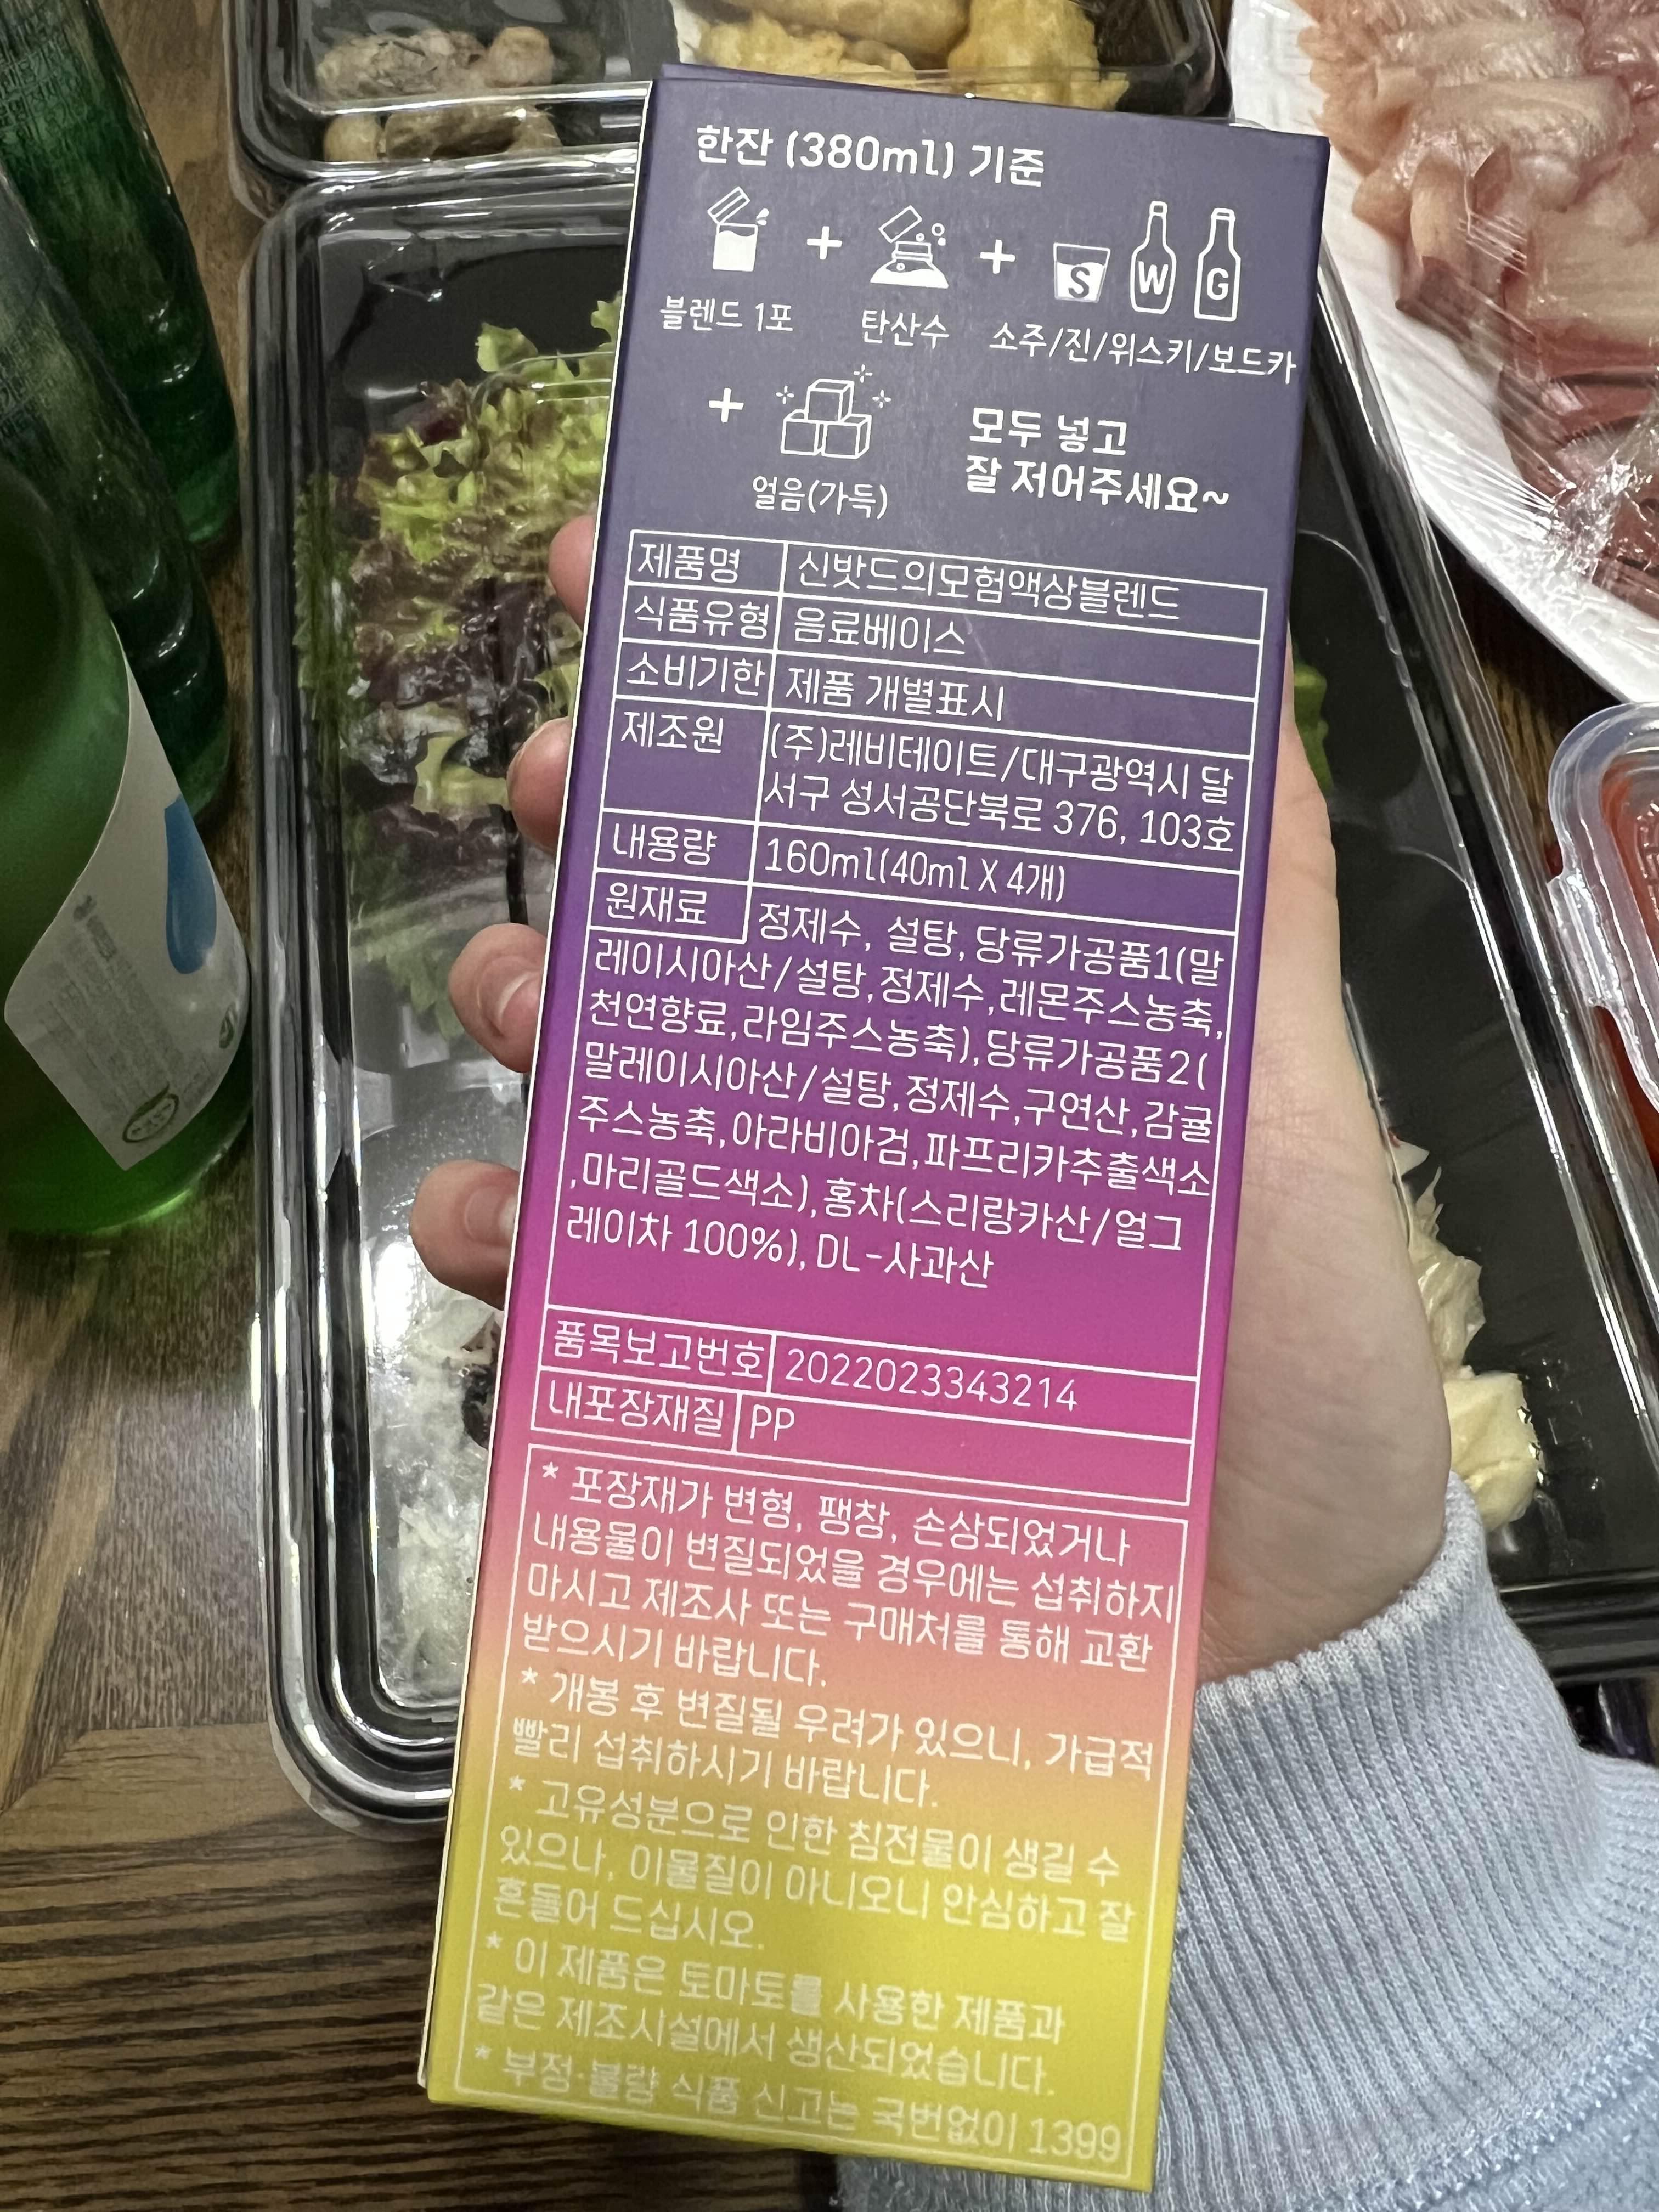 한잔 (380ml) 기준
+ + S W G
블렌드 1포 탄산수 소주/진/위스키/보드카
+
얼음(가득)
모두 넣고
잘 저어주세요~
제품명 신밧드의모험액상블렌드
식품유형 음료베이스
소비기한 제품 개별표시
제조원 (주)레비테이트/대구광역시 달
서구 성서공단북로 376, 103호
내용량 160ml(40ml X 4개)
원재료 정제수, 설탕, 당류가공품1(말
레이시아산/설탕,정제수,레몬주스농축,
천연향료,라임주스농축),당류가공품2(
말레이시아산/설탕,정제수,구연산,감귤
주스농축,아라비아검,파프리카추출색소
,마리골드색소),홍차(스리랑카산/얼그
레이차 100%), DL-사과산
품목보고번호 2022023343214
내포장재질 PP
* 포장재가 변형, 팽창, 손상되었거나
내용물이 변질되었을 경우에는 섭취하지
마시고 제조사 또는 구매처를 통해 교환
받으시기 바랍니다.
* 개봉 후 변질될 우려가 있으니, 가급적
빨리 섭취하시기 바랍니다.
* 고유성분으로 인한 침전물이 생길 수
있으나, 이물질이 아니오니 안심하고 잘
흔들어 드십시오.
* 이 제품은 토마토를 사용한 제품과
같은 제조시설에서 생산되었습니다.
* 부정·불량 식품 신고는 국번없이 1399